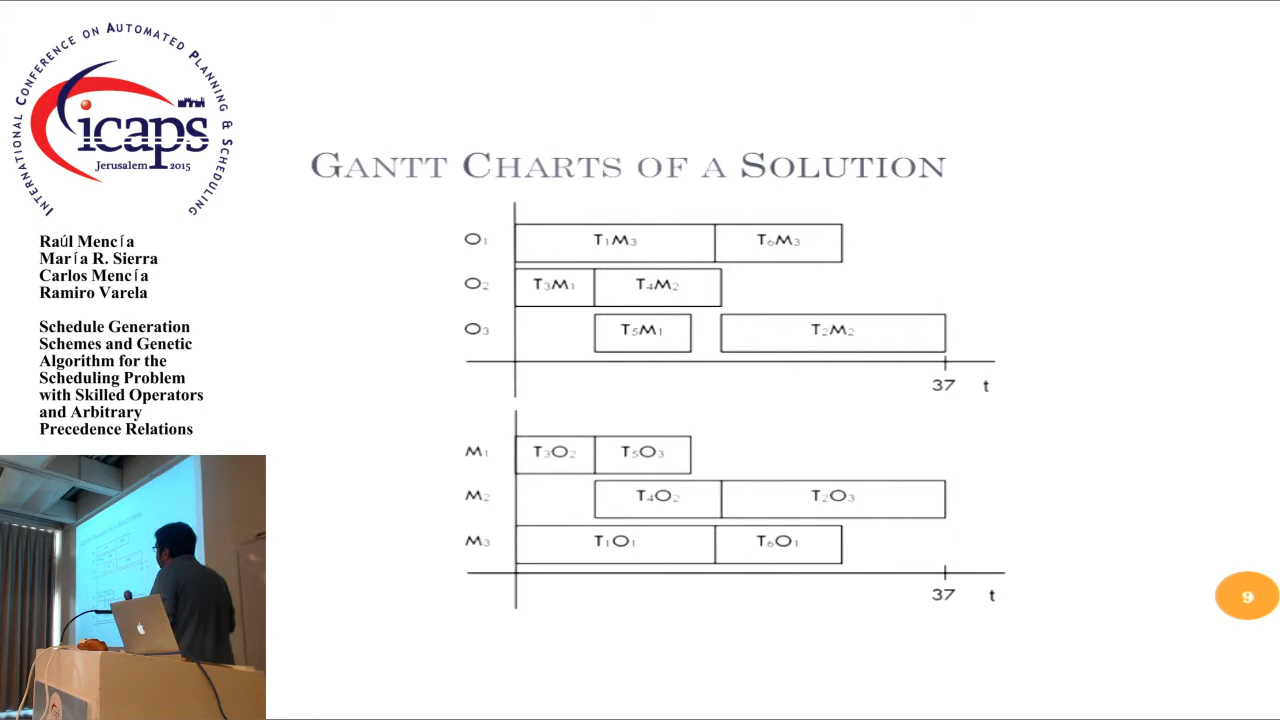 INTERNATIONAL CONFERENCE ON AUTOMATED PLANNING & SCHEDULING
icaps
Jerusalem 2015
Raúl Mencía
María R. Sierra
Carlos Mencía
Ramiro Varela
Schedule Generation
Schemes and Genetic
Algorithm for the
Scheduling Problem
with Skilled Operators
and Arbitrary
Precedence Relations
GANTT CHARTS OF A SOLUTION
O1 T1M3 T6M3
O2 T3M1 T4M2
O3 T5M1 T2M2
37 t
M1 T3O2 T5O3
M2 T4O2 T2O3
M3 T1O1 T6O1
37 t
9